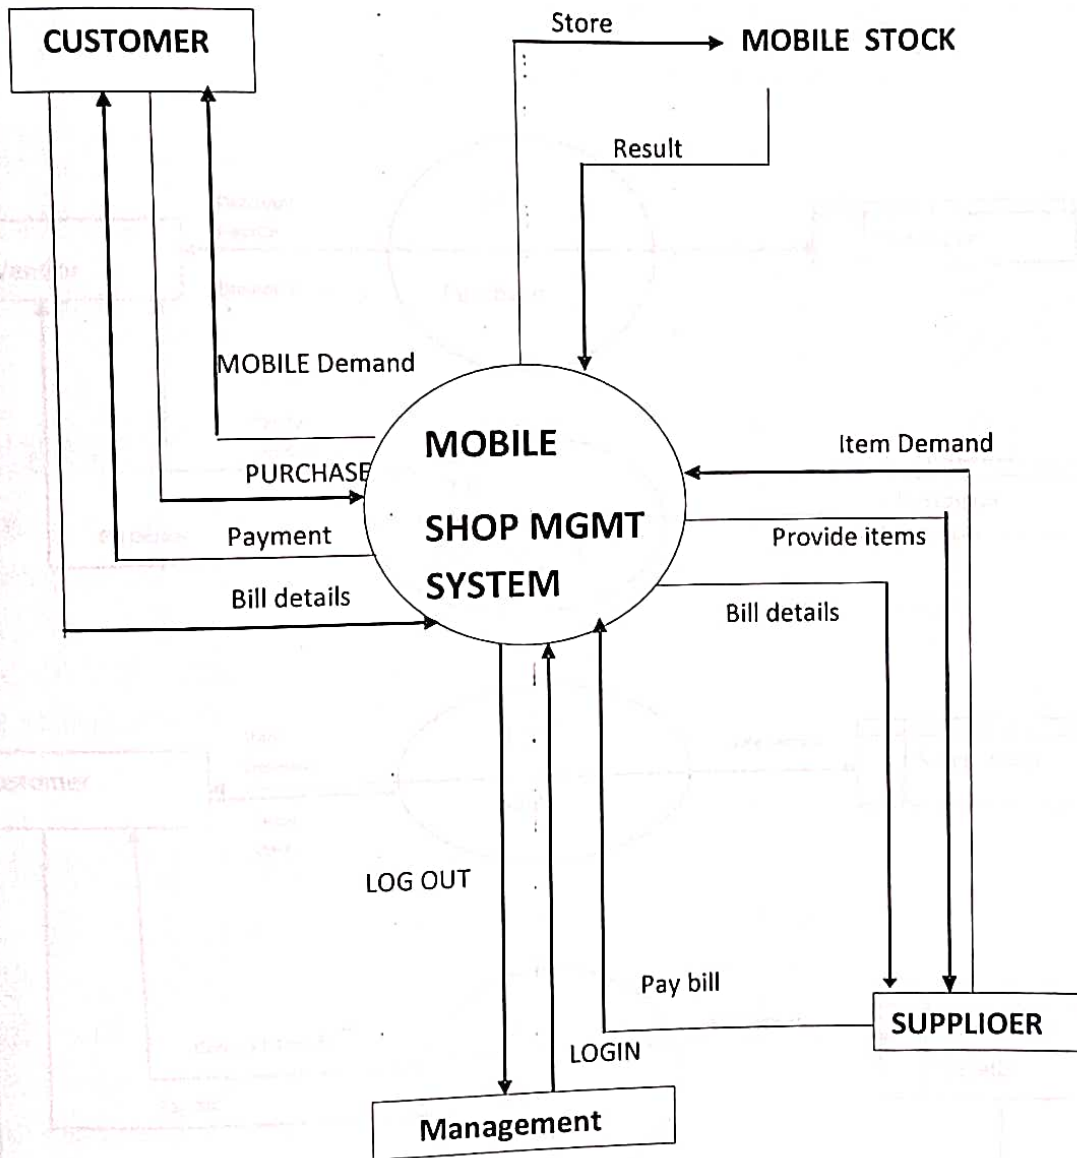 CUSTOMER
Store
MOBILE STOCK
Result
MOBILE Demand
MOBILE
SHOP MGMT
SYSTEM
PURCHASE
Payment
Bill details
Item Demand
Provide items
Bill details
LOG OUT
Pay bill
LOGIN
SUPPLIOER
Management